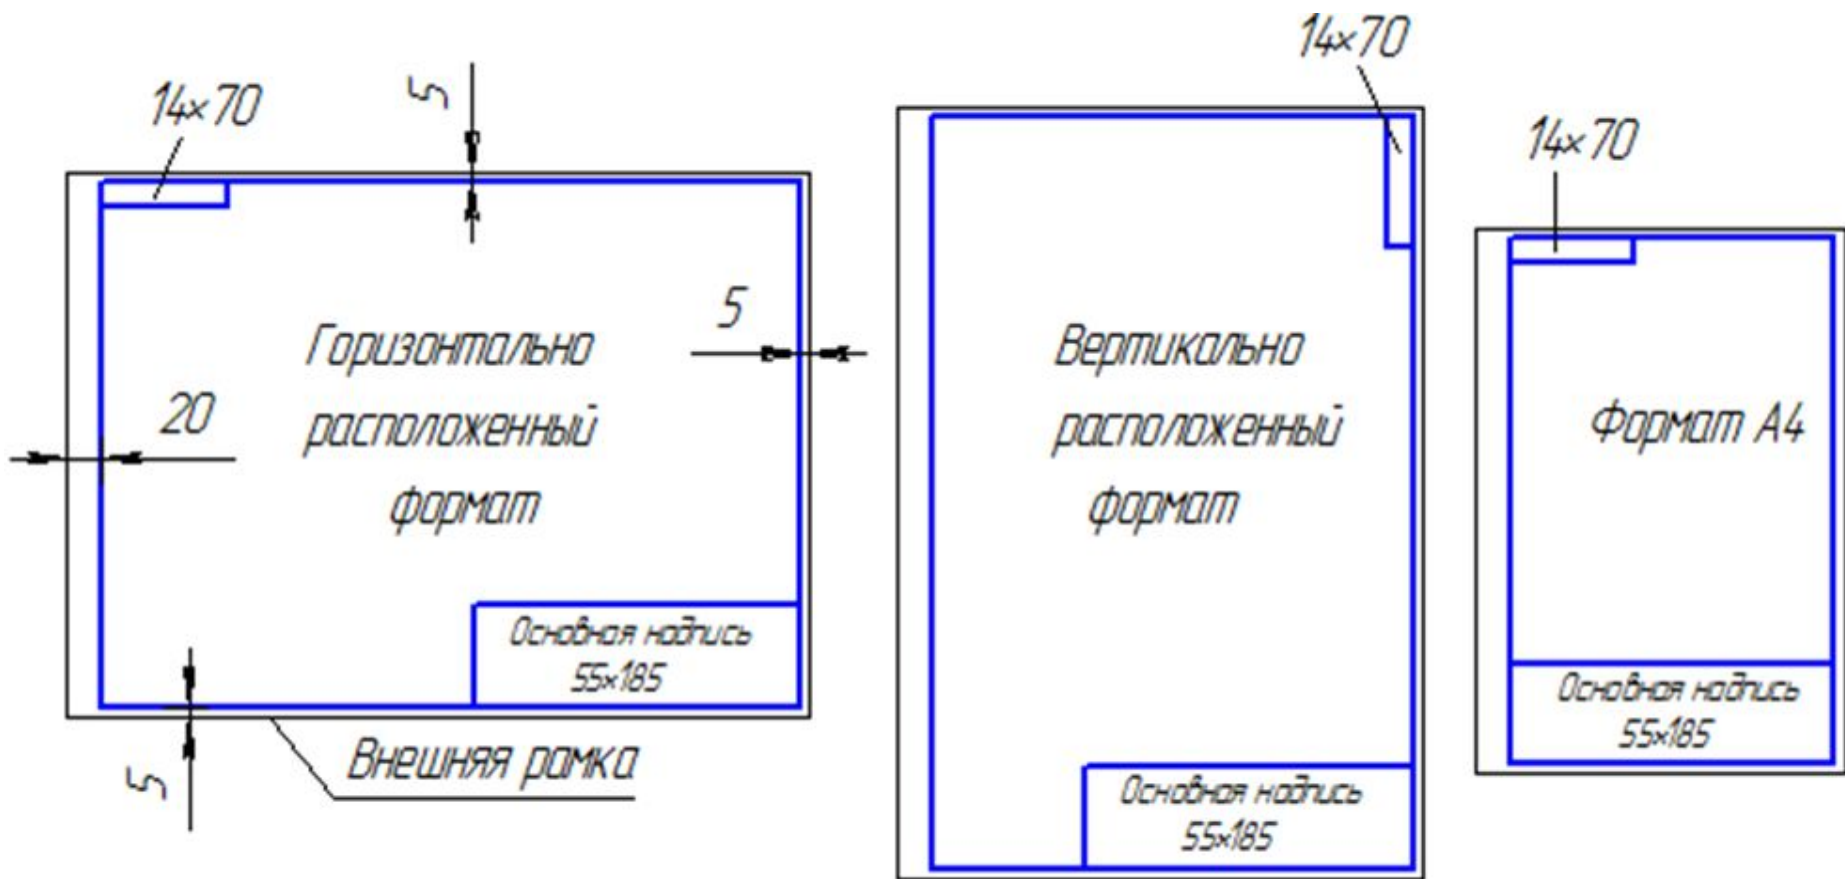 14×70
5
5
20
Горизонтально
расположенный
формат
Основная надпись
55×185
5
Внешняя рамка
14×70
Вертикально
расположенный
формат
Основная надпись
55×185
14×70
Формат А4
Основная надпись
55×185